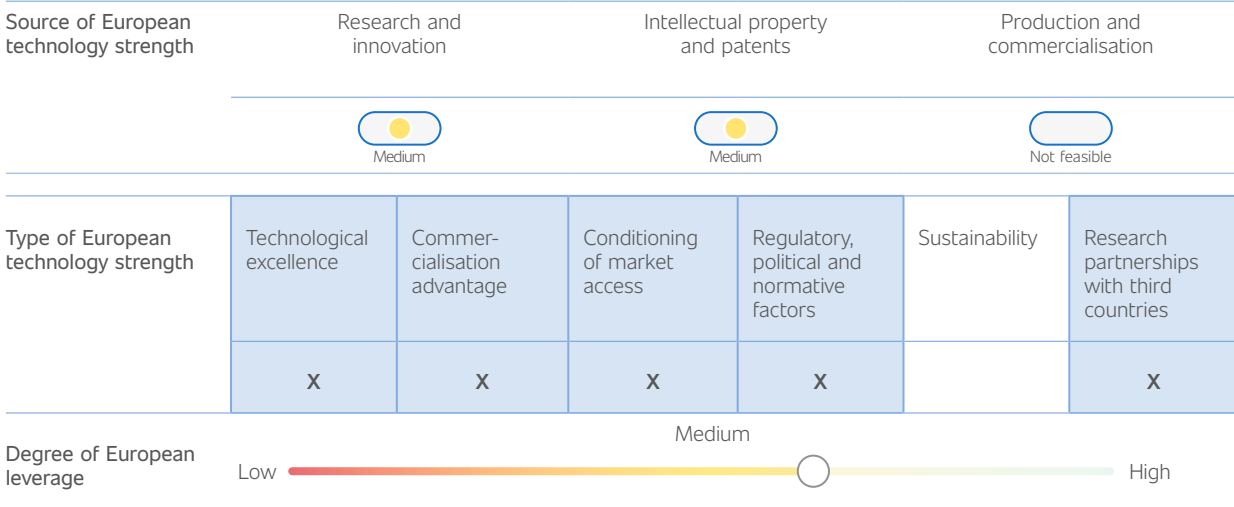 Source of European
technology strength
Research and
innovation
Intellectual property
and patents
Production and
commercialisation
Medium
Medium
Not feasible
Type of European
technology strength
Technological
excellence
Commer-
cialisation
advantage
Conditioning
of market
access
Regulatory,
political and
normative
factors
Sustainability
Research
partnerships
with third
countries
X
X
X
X
X
Degree of European
leverage
Medium
Low
High